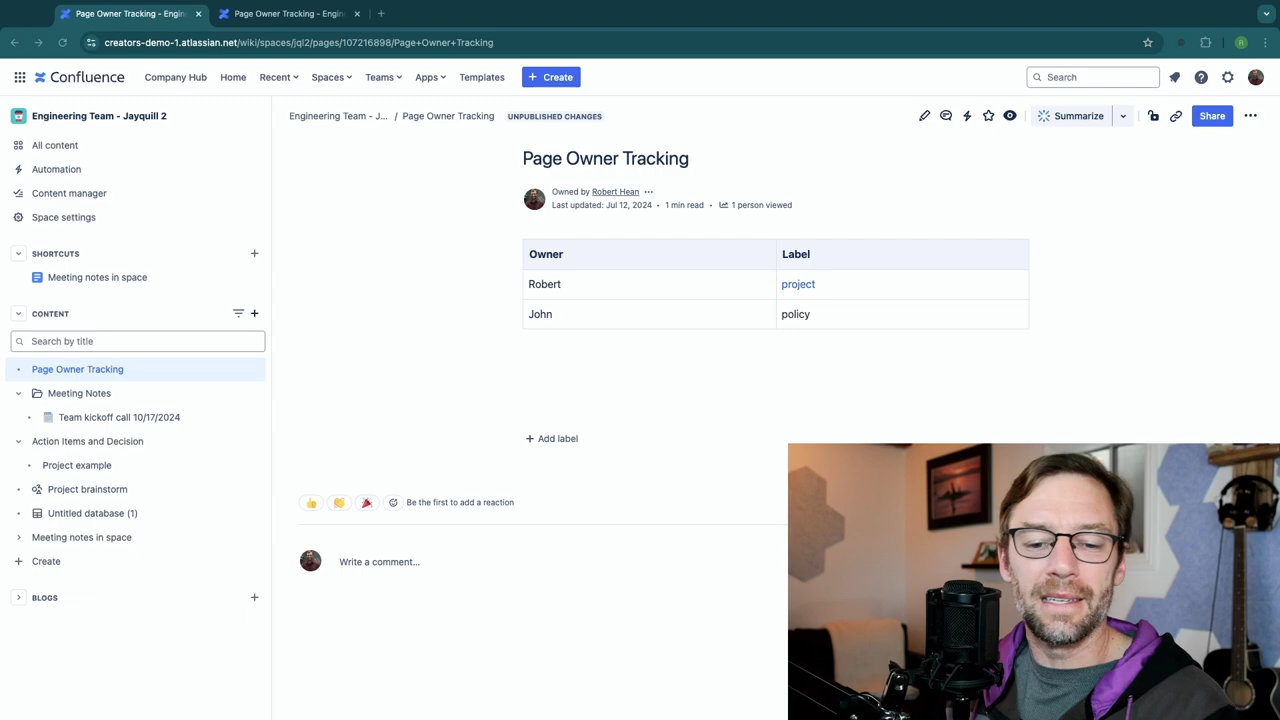 Page Owner Tracking - Engin
Page Owner Tracking - Engin
creators-demo-1.atlassian.net/wiki/spaces/jql2/pages/107216898/Page+Owner+Tracking
R
Confluence
Company Hub
Home
Recent
Spaces
Teams
Apps
Templates
+ Create
Search
Engineering Team - Jayquill 2
All content
Automation
Content manager
Space settings
SHORTCUTS
Meeting notes in space
CONTENT
Search by title
Page Owner Tracking
Meeting Notes
Team kickoff call 10/17/2024
Action Items and Decision
Project example
Project brainstorm
Untitled database (1)
Meeting notes in space
+ Create
BLOGS
Engineering Team - J... / Page Owner Tracking UNPUBLISHED CHANGES
Summarize
Share
Page Owner Tracking
Owned by Robert Hean
Last updated: Jul 12, 2024 • 1 min read • 1 person viewed
Owner Label
Robert project
John policy
+ Add label
Be the first to add a reaction
Write a comment...